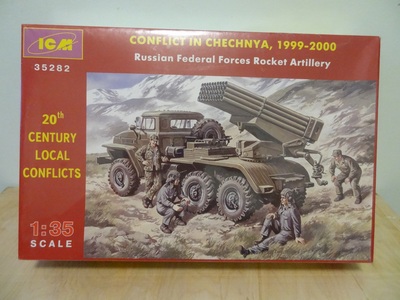 ICM
35282
CONFLICT IN CHECHNYA, 1999-2000
Russian Federal Forces Rocket Artillery
20th
CENTURY
LOCAL
CONFLICTS
1:35
SCALE